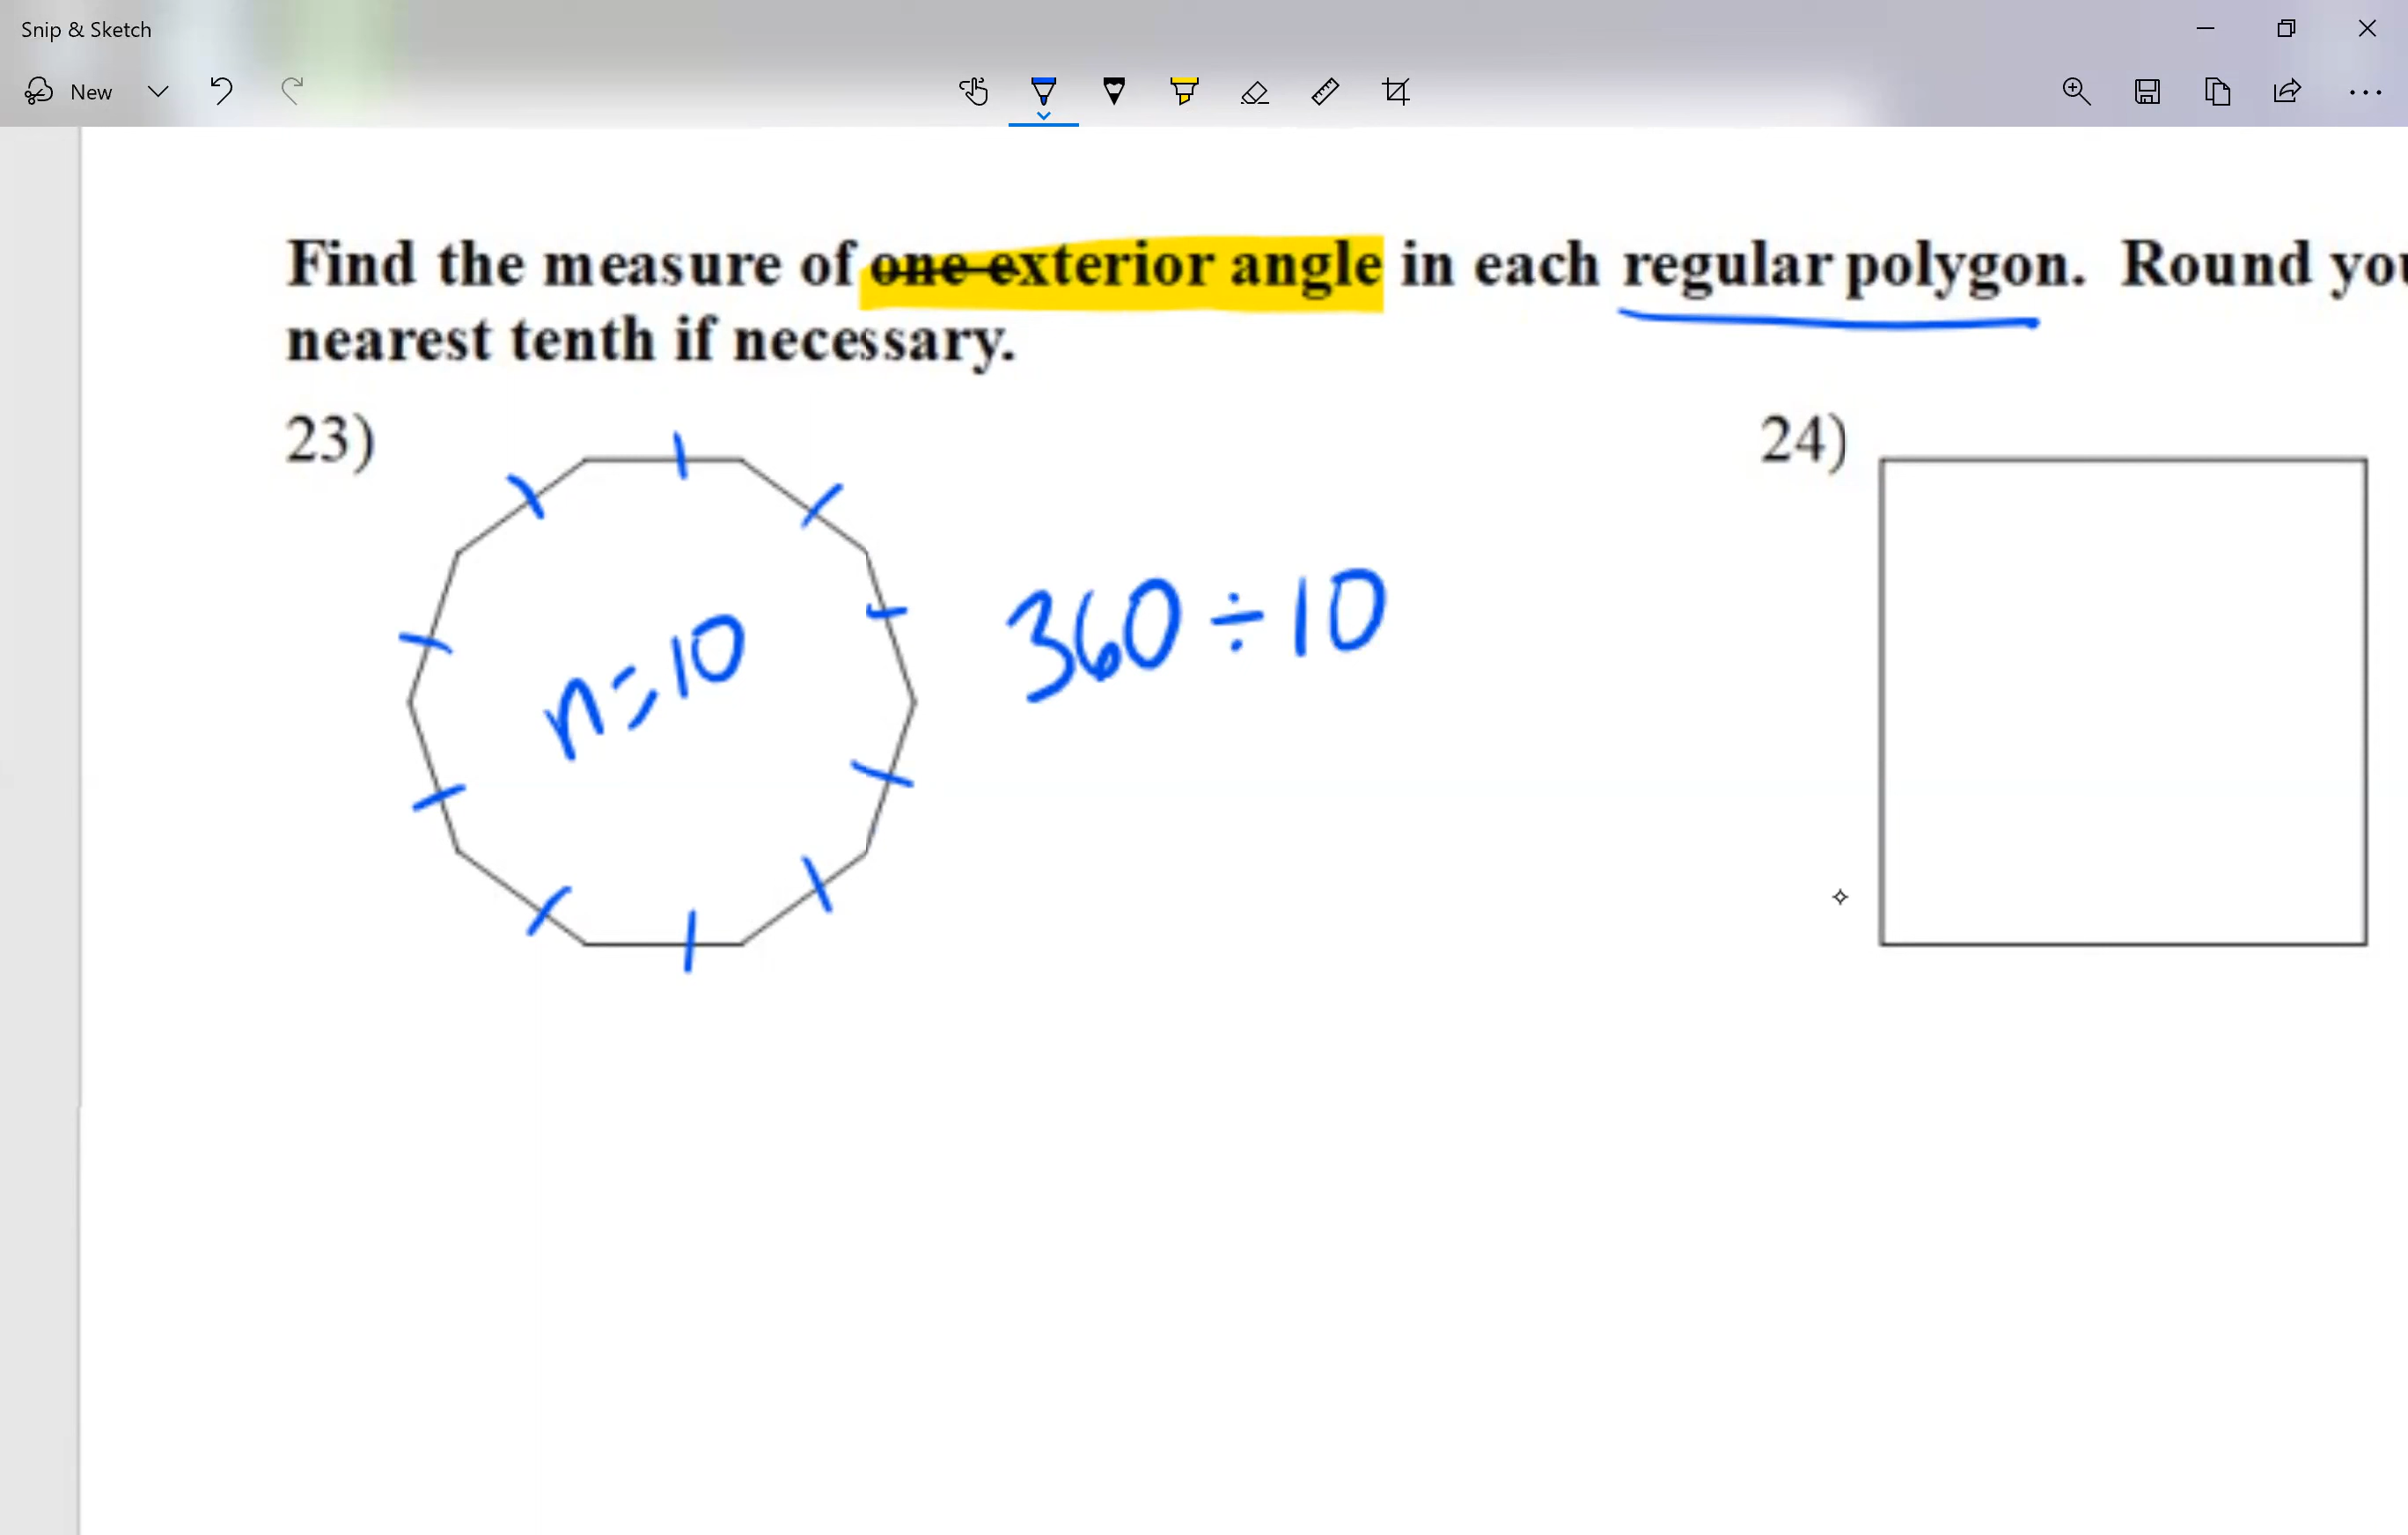 Snip & Sketch
New
Find the measure of one exterior angle in each regular polygon. Round you
nearest tenth if necessary.
23)
24)
n=10
360÷10